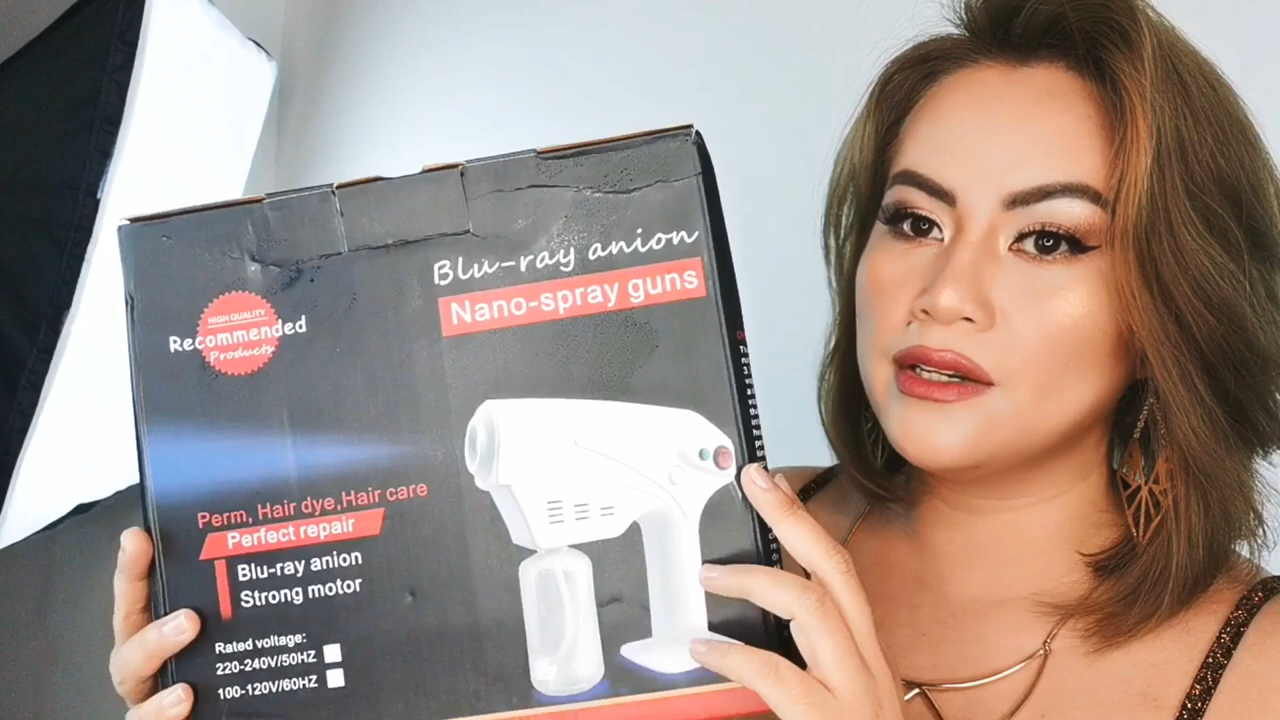 Blu-ray anion
Nano-spray guns
HIGH QUALITY
Recommended
Products
Perm, Hair dye,Hair care
Perfect repair
Blu-ray anion
Strong motor
Rated voltage:
220-240V/50HZ
100-120V/60HZ